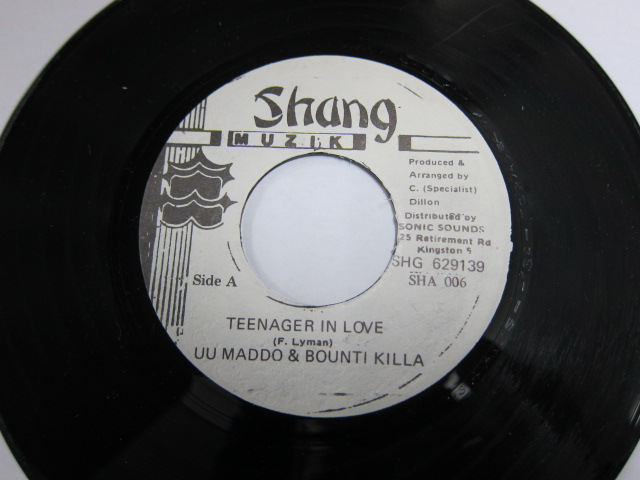 Shang
MUZIK
Produced &
Arranged by
C. (Specialist)
Dillon
Distributed by
SONIC SOUNDS
25 Retirement Rd
Kingston 5
SHG 629139
Side A
SHA 006
TEENAGER IN LOVE
(F. Lyman)
UU MADDO & BOUNTI KILLA